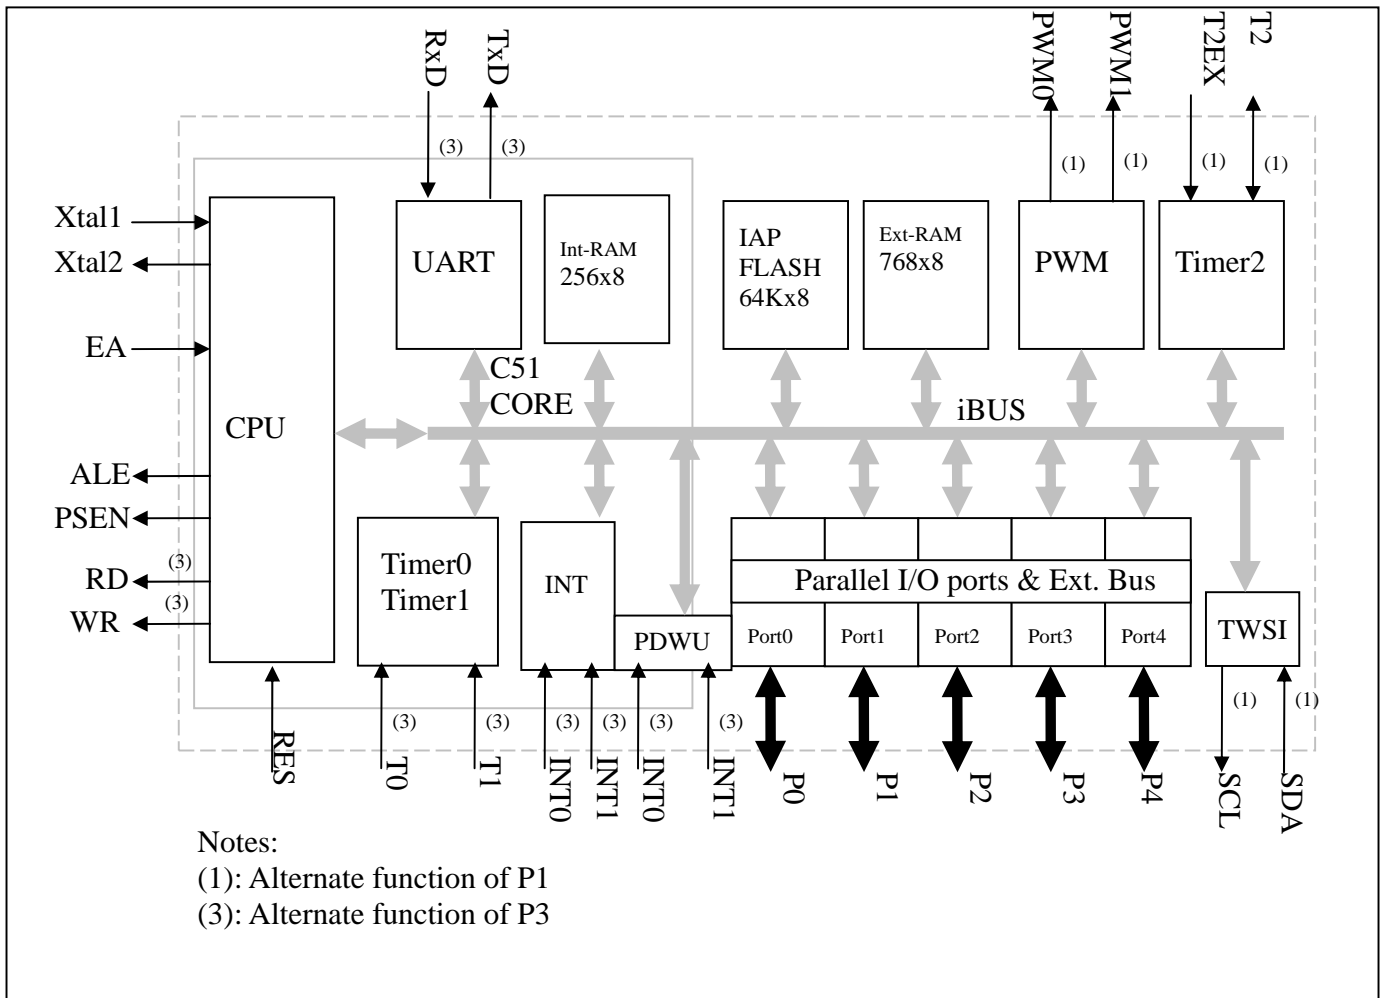 RxD
TxD
PWM0
PWM1
T2EX
T2
(3)
(3)
(1)
(1)
(1)
(1)
Xtal1
Xtal2
EA
ALE
PSEN
RD
(3)
WR
(3)
CPU
UART
Int-RAM
256x8
IAP
FLASH
64Kx8
Ext-RAM
768x8
PWM
Timer2
C51
CORE
iBUS
Timer0
Timer1
INT
PDWU
Parallel I/O ports & Ext. Bus
Port0
Port1
Port2
Port3
Port4
TWSI
(3)
(3)
(3)
(3)
(3)
(3)
(1)
(1)
RES
T0
T1
INT0
INT1
INT0
INT1
P0
P1
P2
P3
P4
SCL
SDA
Notes:
(1): Alternate function of P1
(3): Alternate function of P3